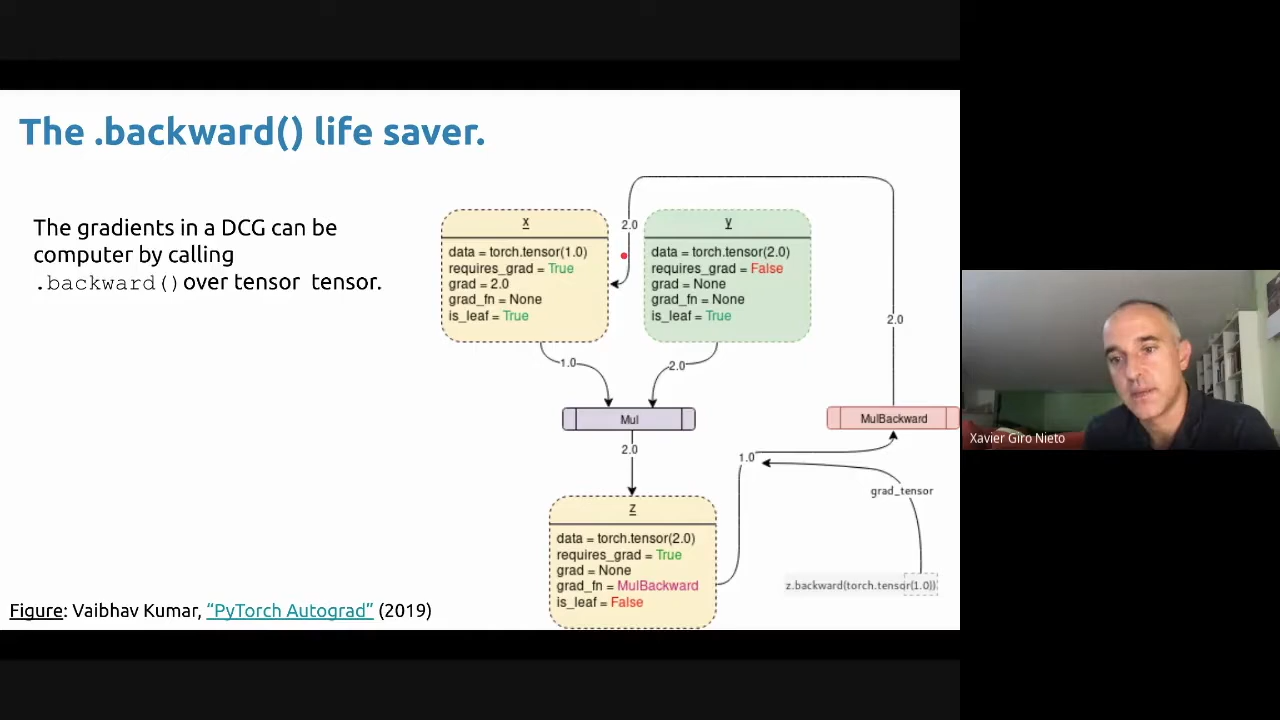 The .backward() life saver.
The gradients in a DCG can be
computer by calling
.backward() over tensor tensor.
x
data = torch.tensor(1.0)
requires_grad = True
grad = 2.0
grad_fn = None
is_leaf = True
2.0
y
data = torch.tensor(2.0)
requires_grad = False
grad = None
grad_fn = None
is_leaf = True
2.0
1.0
2.0
Mul
MulBackward
2.0
1.0
grad_tensor
z
data = torch.tensor(2.0)
requires_grad = True
grad = None
grad_fn = MulBackward
is_leaf = False
z.backward(torch.tensor(1.0))
Figure: Vaibhav Kumar, “PyTorch Autograd” (2019)
Xavier Giro Nieto